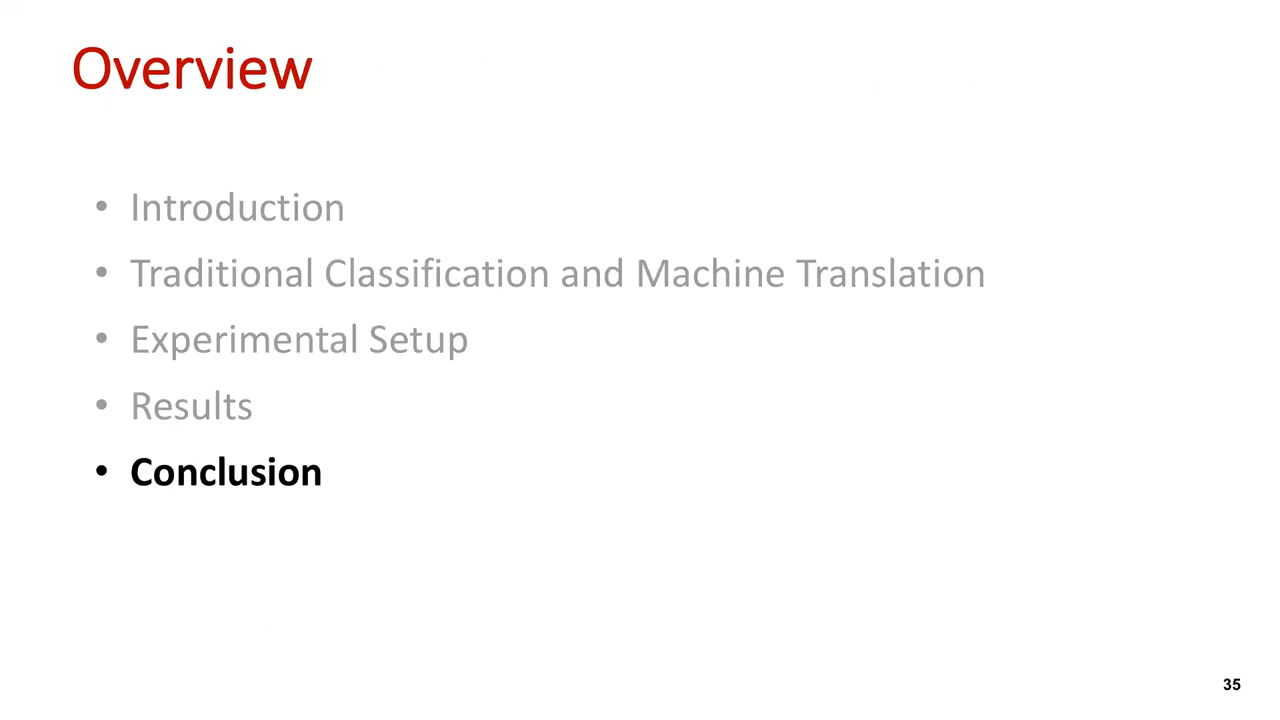 Overview
• Introduction
• Traditional Classification and Machine Translation
• Experimental Setup
• Results
• Conclusion
35